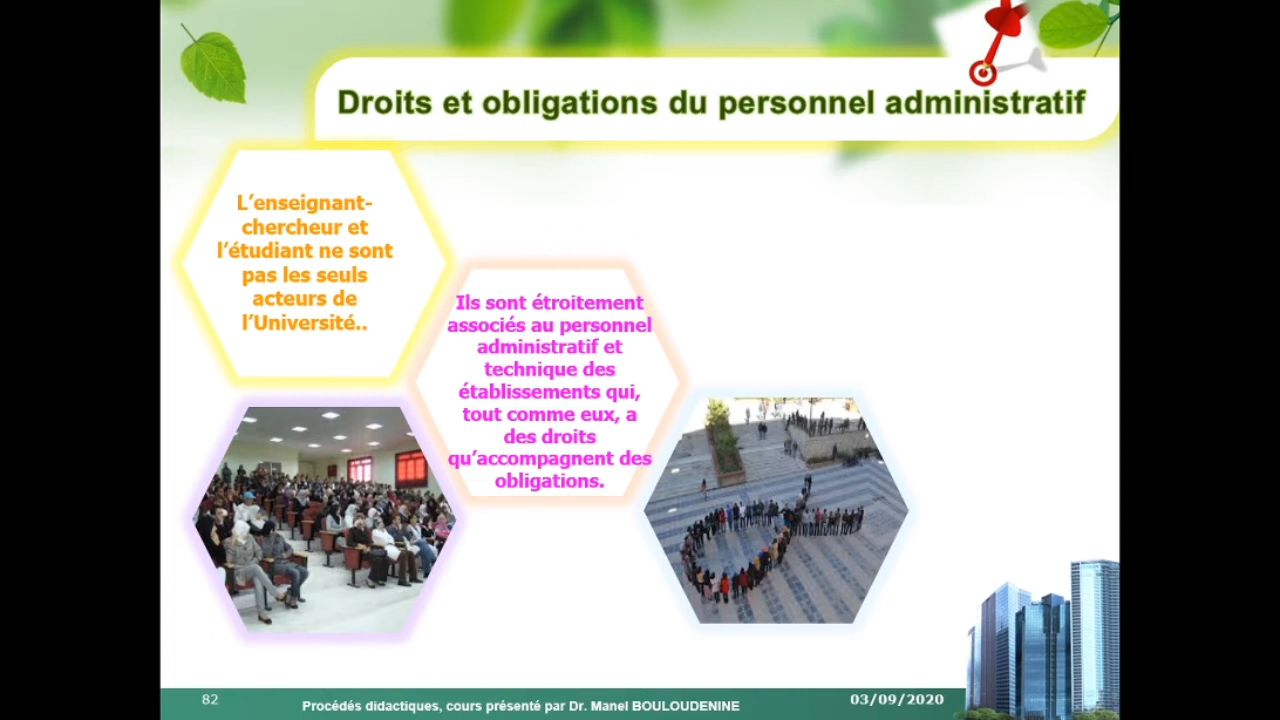 Droits et obligations du personnel administratif
L’enseignant-
chercheur et
l’étudiant ne sont
pas les seuls
acteurs de
l’Université..
Ils sont étroitement
associés au personnel
administratif et
technique des
établissements qui,
tout comme eux, a
des droits
qu’accompagnent des
obligations.
82
Procédés didactiques, cours présenté par Dr. Manel BOULOUDENINE
03/09/2020